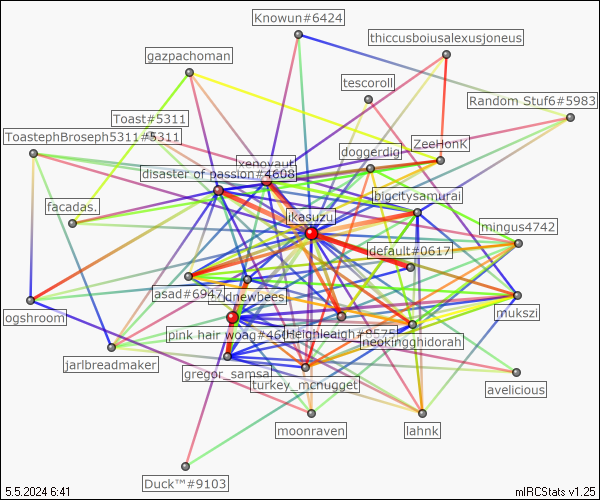 Knowun#6424
thiccusboiusalexusjoneus
gazpachoman
tescoroll
Random Stuf6#5983
Toast#5311
ToastephBroseph5311#5311
ZeeHonK
doggerdig
xenovaut
disaster of passion#4608
bigcitysamurai
facadas.
ikasuzu
mingus4742
default#0617
asad#6947
mukszi
ogshroom
pink hair woag#46
Heighleaigh#8575
neokingghidorah
jarlbreadmaker
gregor_samsa
turkey_mcnugget
avelicious
moonraven
lahnk
Duck™#9103
5.5.2024 6:41
mIRCStats v1.25